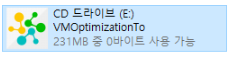 CD 드라이브 (E:)
VMOptimizationTo
231MB 중 0바이트 사용 가능